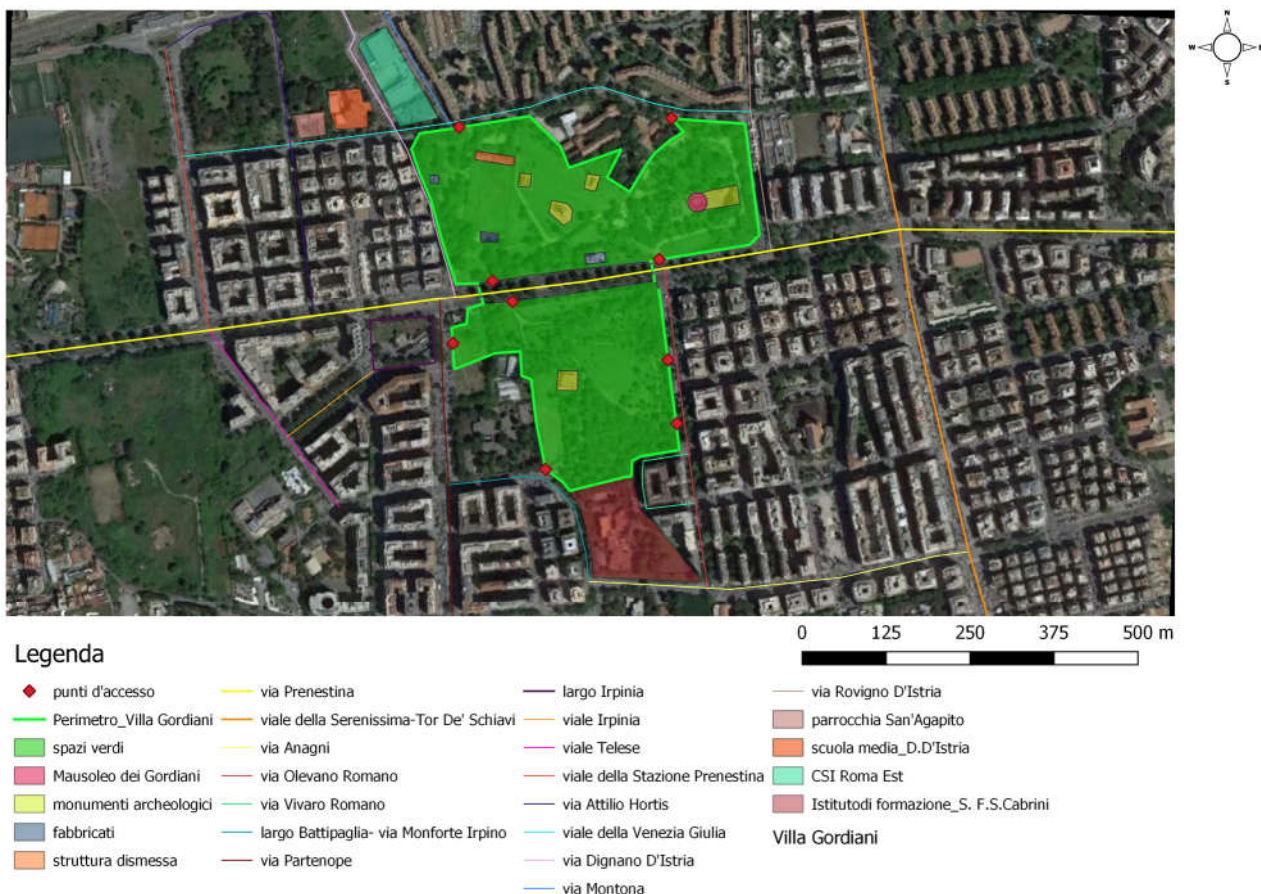 N
W E
S
0 125 250 375 500 m
Legenda
punti d'accesso
Perimetro_Villa Gordiani
spazi verdi
Mausoleo dei Gordiani
monumenti archeologici
fabbricati
struttura dismessa
via Prenestina
viale della Serenissima-Tor De' Schiavi
via Anagni
via Olevano Romano
via Vivaro Romano
largo Battipaglia- via Monforte Irpino
via Partenope
largo Irpinia
viale Irpinia
viale Telese
viale della Stazione Prenestina
via Attilio Hortis
viale della Venezia Giulia
via Dignano D'Istria
via Montona
via Rovigno D'Istria
parrocchia San'Agapito
scuola media_D.D'Istria
CSI Roma Est
Istitutodi formazione_S. F.S.Cabrini
Villa Gordiani